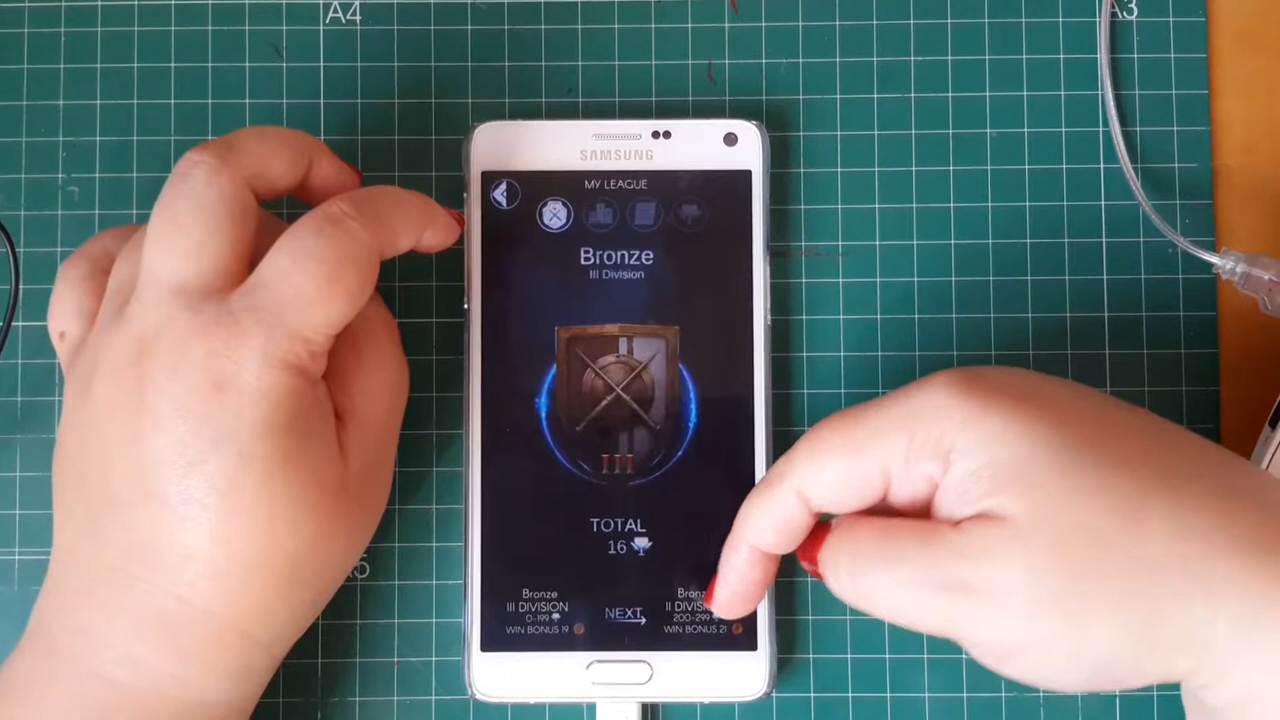 A4
A3
SAMSUNG
MY LEAGUE
Bronze
III Division
III
TOTAL
16
Bronze
III DIVISION
0-199
WIN BONUS 19
NEXT
II
200-299
WIN BONUS 21